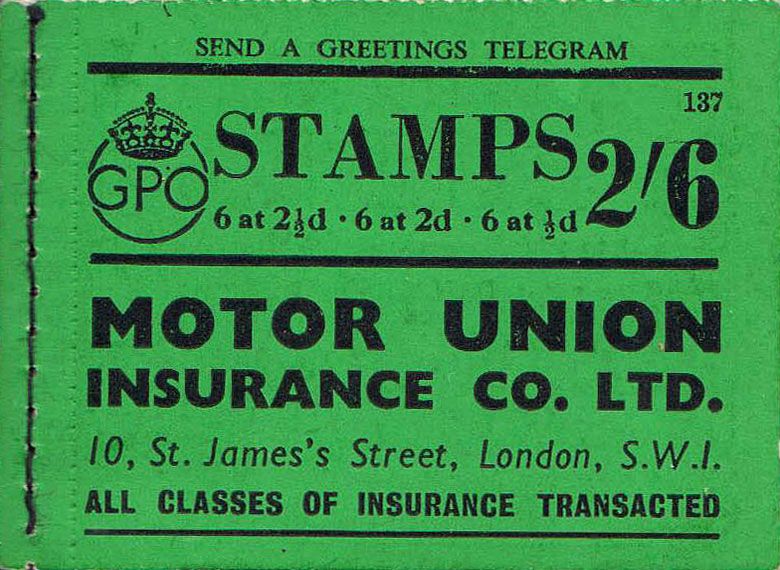 SEND A GREETINGS TELEGRAM
137
GPO
STAMPS 2/6
6 at 2½d · 6 at 2d · 6 at ½d
MOTOR UNION
INSURANCE CO. LTD.
10, St. James's Street, London, S.W.1.
ALL CLASSES OF INSURANCE TRANSACTED